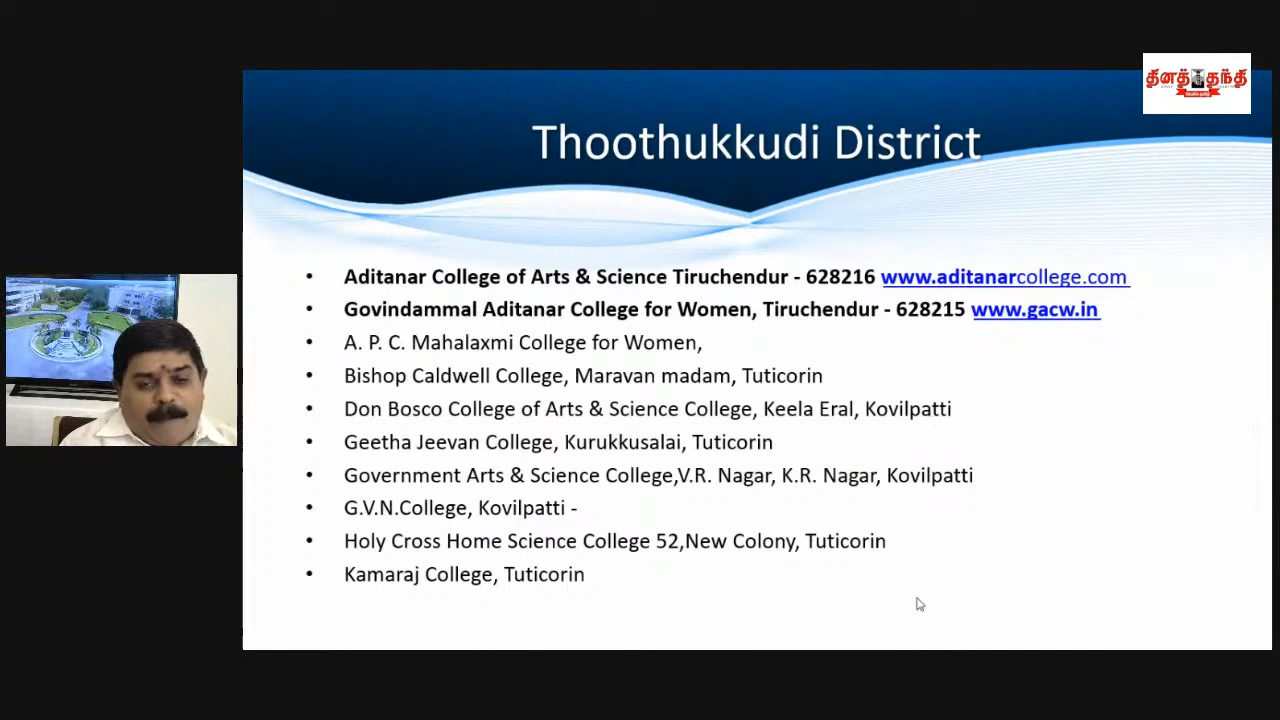 தினத்தந்தி
Thoothukkudi District
• Aditanar College of Arts & Science Tiruchendur - 628216 www.aditanarcollege.com
• Govindammal Aditanar College for Women, Tiruchendur - 628215 www.gacw.in
• A. P. C. Mahalaxmi College for Women,
• Bishop Caldwell College, Maravan madam, Tuticorin
• Don Bosco College of Arts & Science College, Keela Eral, Kovilpatti
• Geetha Jeevan College, Kurukkusalai, Tuticorin
• Government Arts & Science College,V.R. Nagar, K.R. Nagar, Kovilpatti
• G.V.N.College, Kovilpatti -
• Holy Cross Home Science College 52,New Colony, Tuticorin
• Kamaraj College, Tuticorin